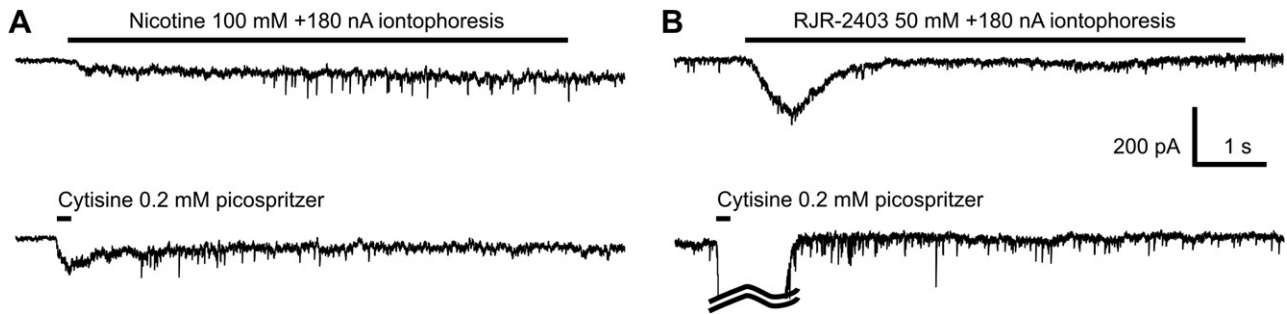 A
Nicotine 100 mM +180 nA iontophoresis
Cytisine 0.2 mM picospritzer
B
RJR-2403 50 mM +180 nA iontophoresis
200 pA
1 s
Cytisine 0.2 mM picospritzer